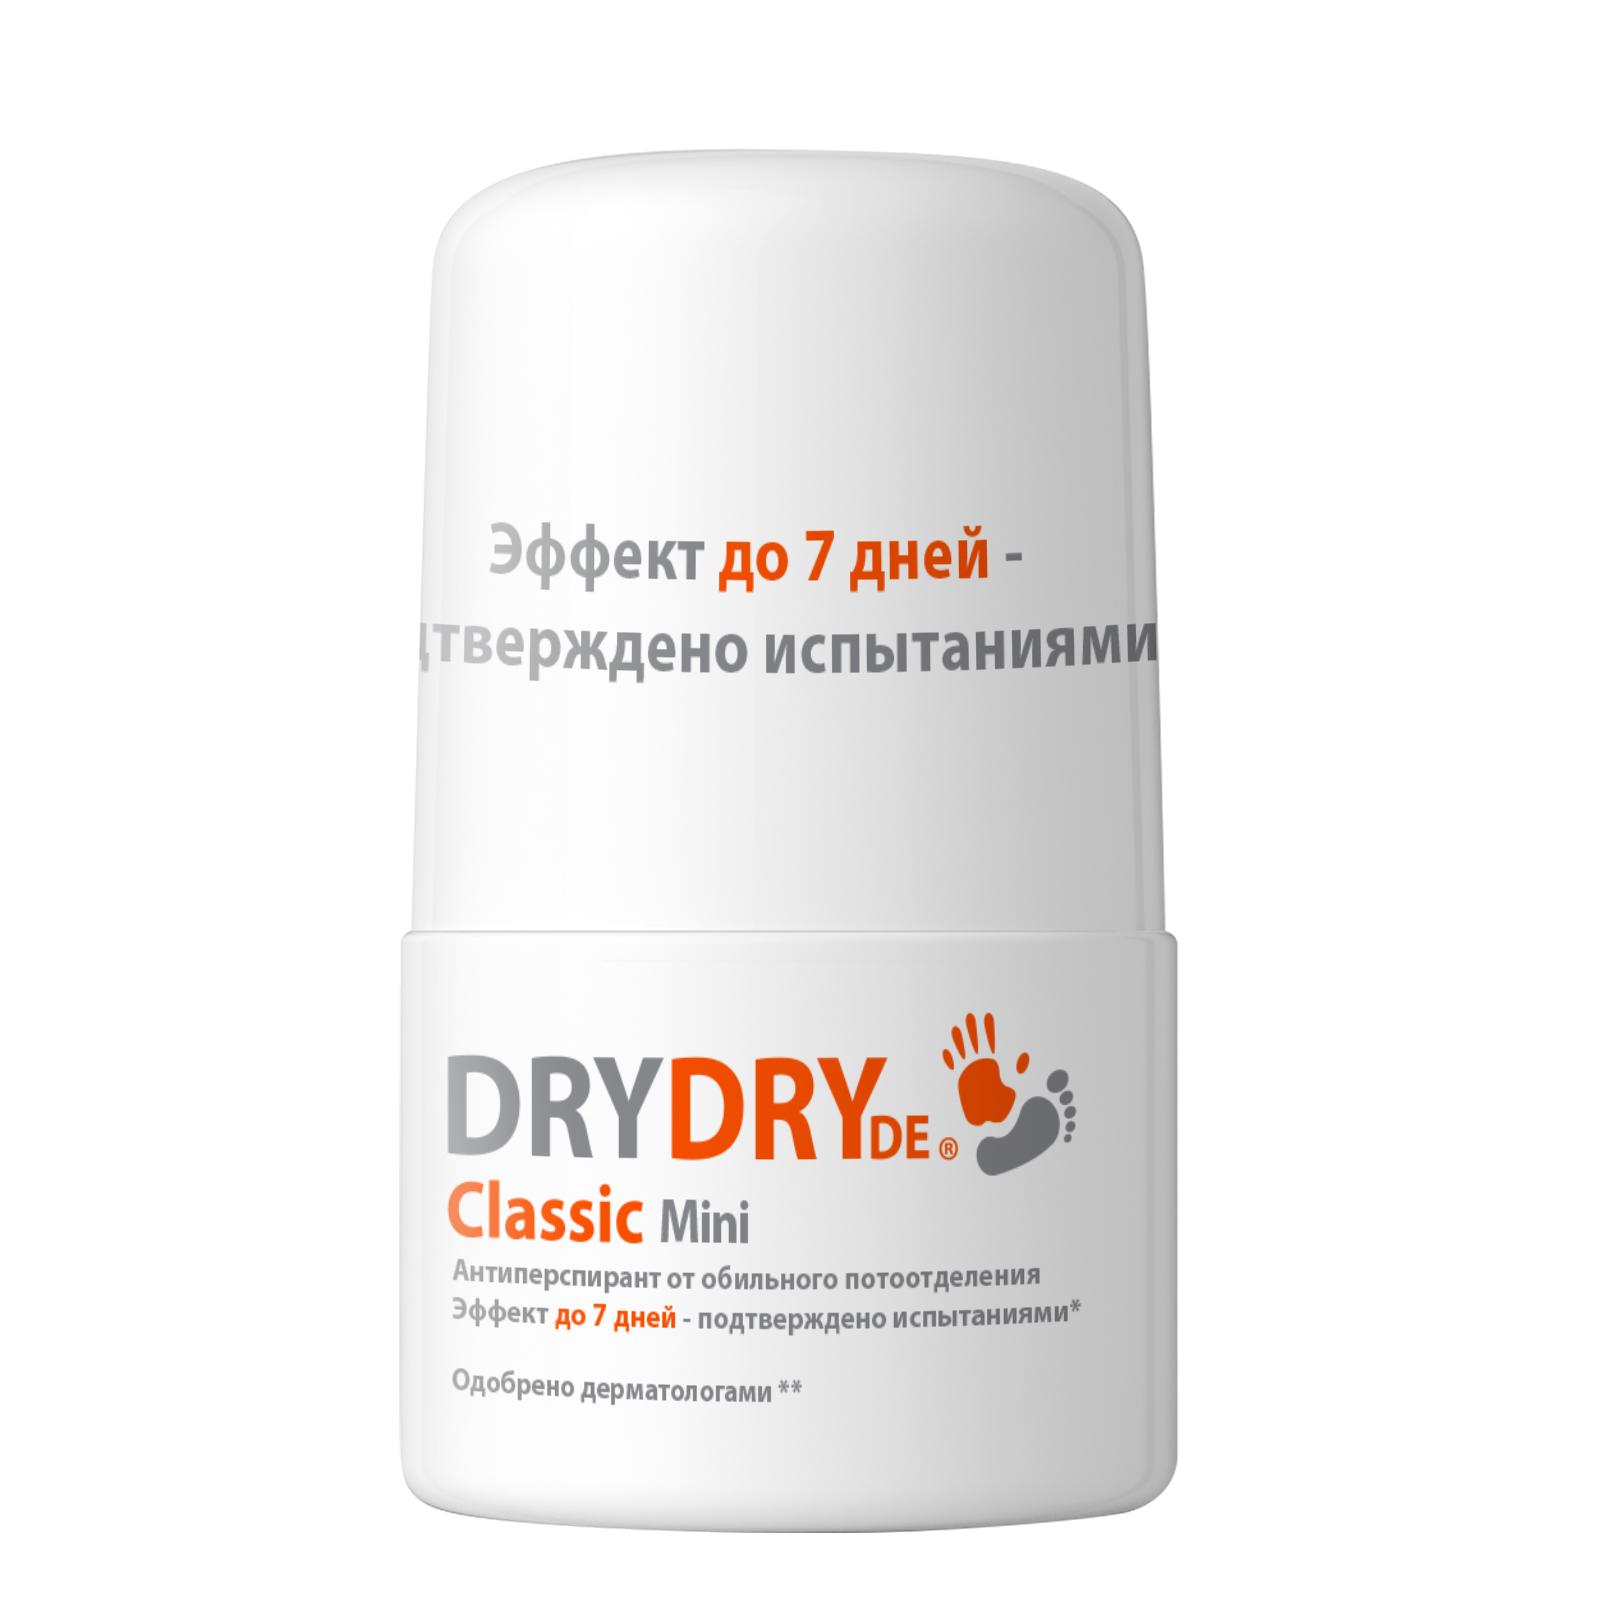 Эффект до 7 дней -
дтверждено испытаниями
DRYDRYDE®
Classic Mini
Антиперспирант от обильного потоотделения
Эффект до 7 дней - подтверждено испытаниями*
Одобрено дерматологами **